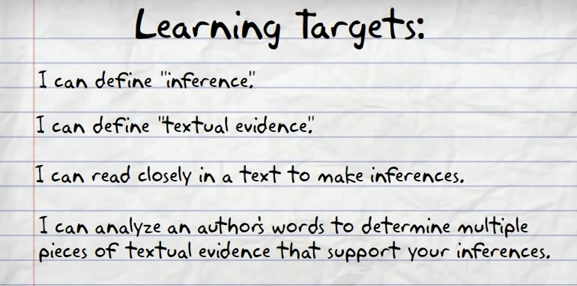 Learning Targets:
I can define "inference."
I can define "textual evidence."
I can read closely in a text to make inferences.
I can analyze an author's words to determine multiple
pieces of textual evidence that support your inferences.